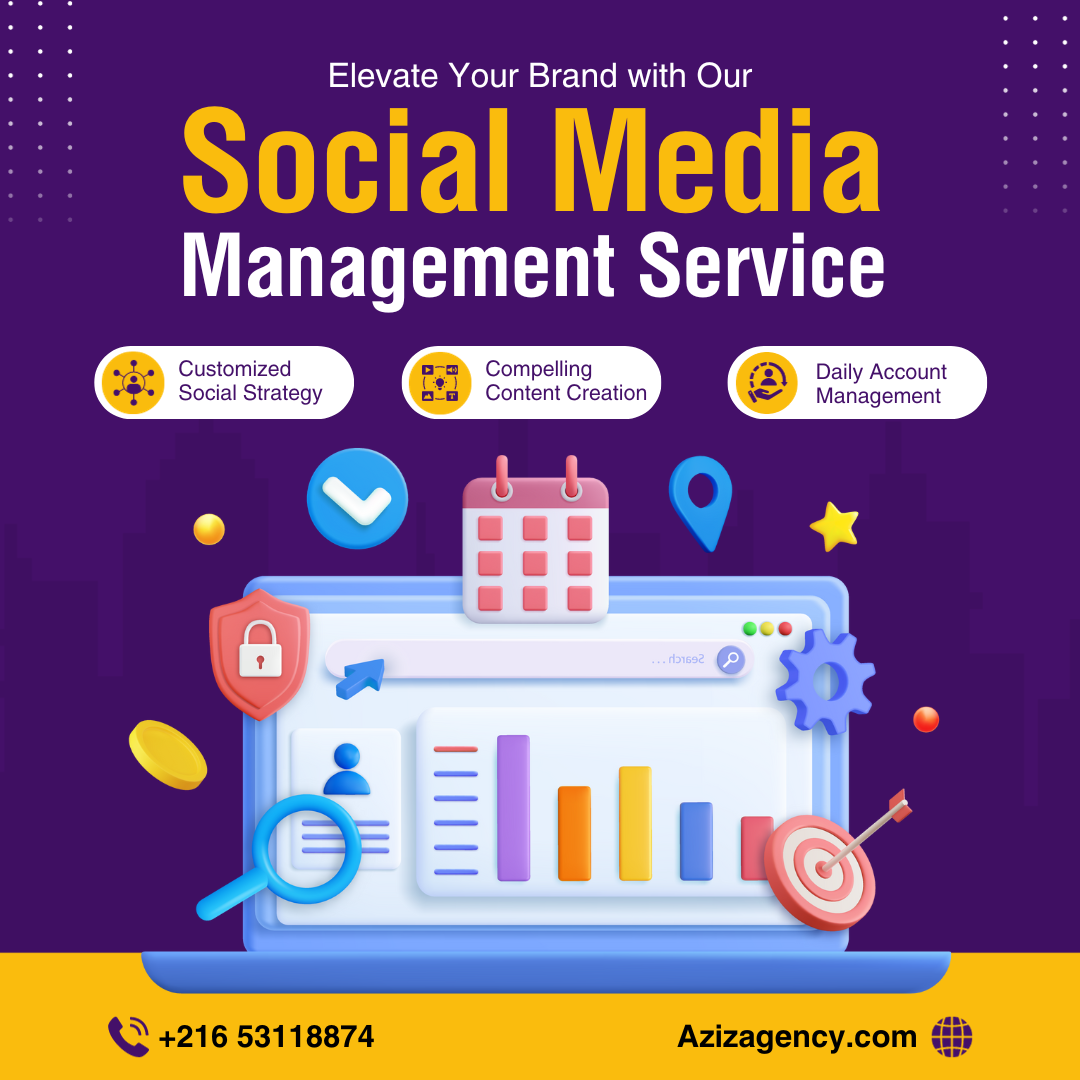 Elevate Your Brand with Our
Social Media
Management Service
Customized
Social Strategy
Compelling
Content Creation
Daily Account
Management
Search...
+216 53118874
Azizagency.com